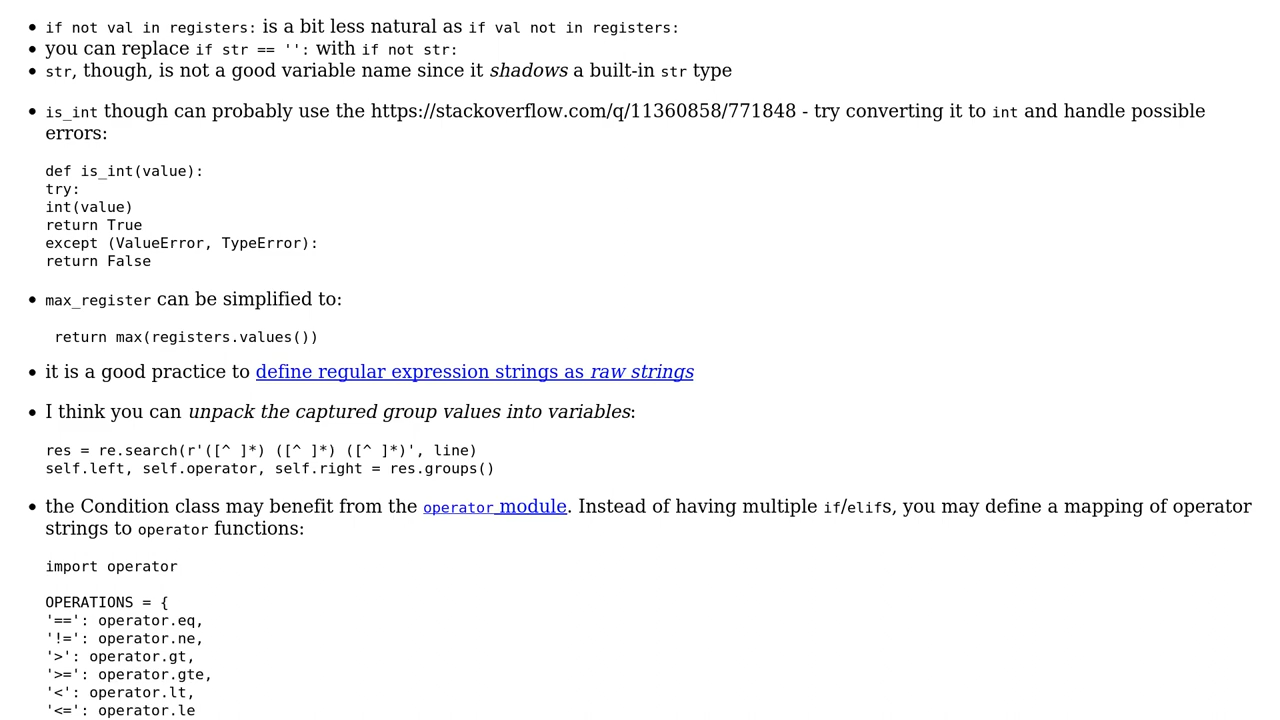 • if not val in registers: is a bit less natural as if val not in registers:
• you can replace if str == '': with if not str:
• str, though, is not a good variable name since it shadows a built-in str type
• is_int though can probably use the https://stackoverflow.com/q/11360858/771848 - try converting it to int and handle possible
errors:
def is_int(value):
try:
int(value)
return True
except (ValueError, TypeError):
return False
• max_register can be simplified to:
return max(registers.values())
• it is a good practice to define regular expression strings as raw strings
• I think you can unpack the captured group values into variables:
res = re.search(r'([^ ]*) ([^ ]*) ([^ ]*)', line)
self.left, self.operator, self.right = res.groups()
• the Condition class may benefit from the operator module. Instead of having multiple if/elifs, you may define a mapping of operator
strings to operator functions:
import operator
OPERATIONS = {
'==': operator.eq,
'!=': operator.ne,
'>': operator.gt,
'>=': operator.gte,
'<': operator.lt,
'<=': operator.le